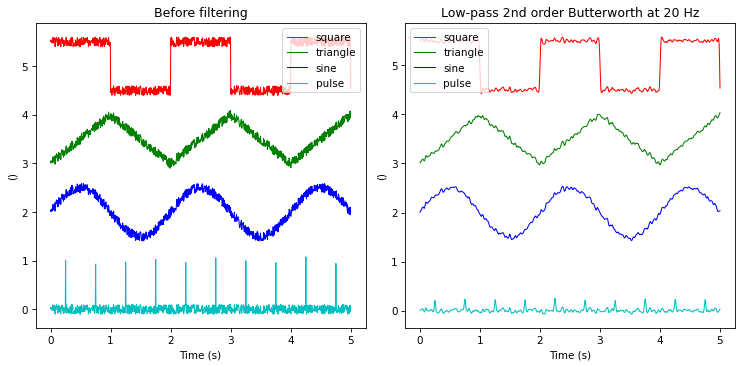 Before filtering
square
triangle
sine
pulse
5
4
3
2
1
0
()
0
1
2
3
4
5
Time (s)
Low-pass 2nd order Butterworth at 20 Hz
square
triangle
sine
pulse
5
4
3
2
1
0
()
0
1
2
3
4
5
Time (s)